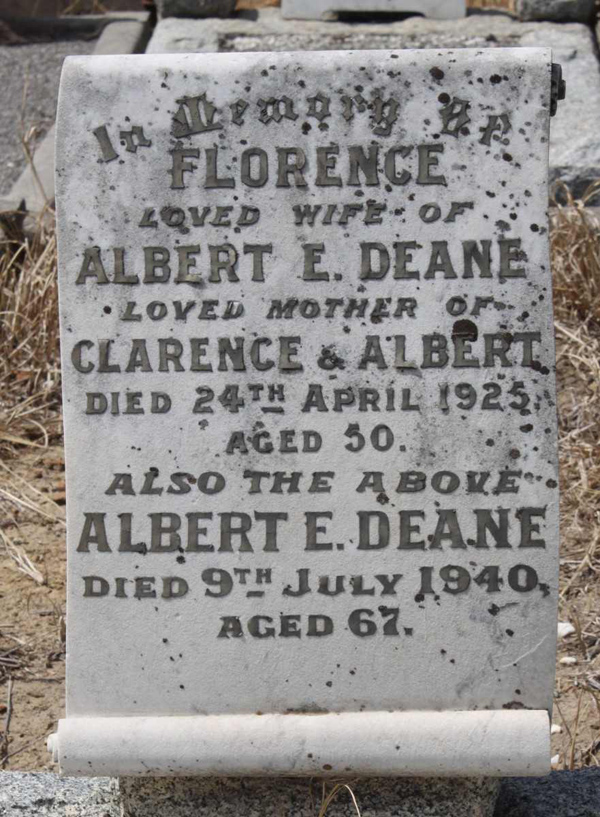 In Memory Of
FLORENCE
LOVED WIFE OF
ALBERT E. DEANE
LOVED MOTHER OF
CLARENCE & ALBERT
DIED 24TH APRIL 1925
AGED 50.
ALSO THE ABOVE
ALBERT E. DEANE
DIED 9TH JULY 1940,
AGED 67.